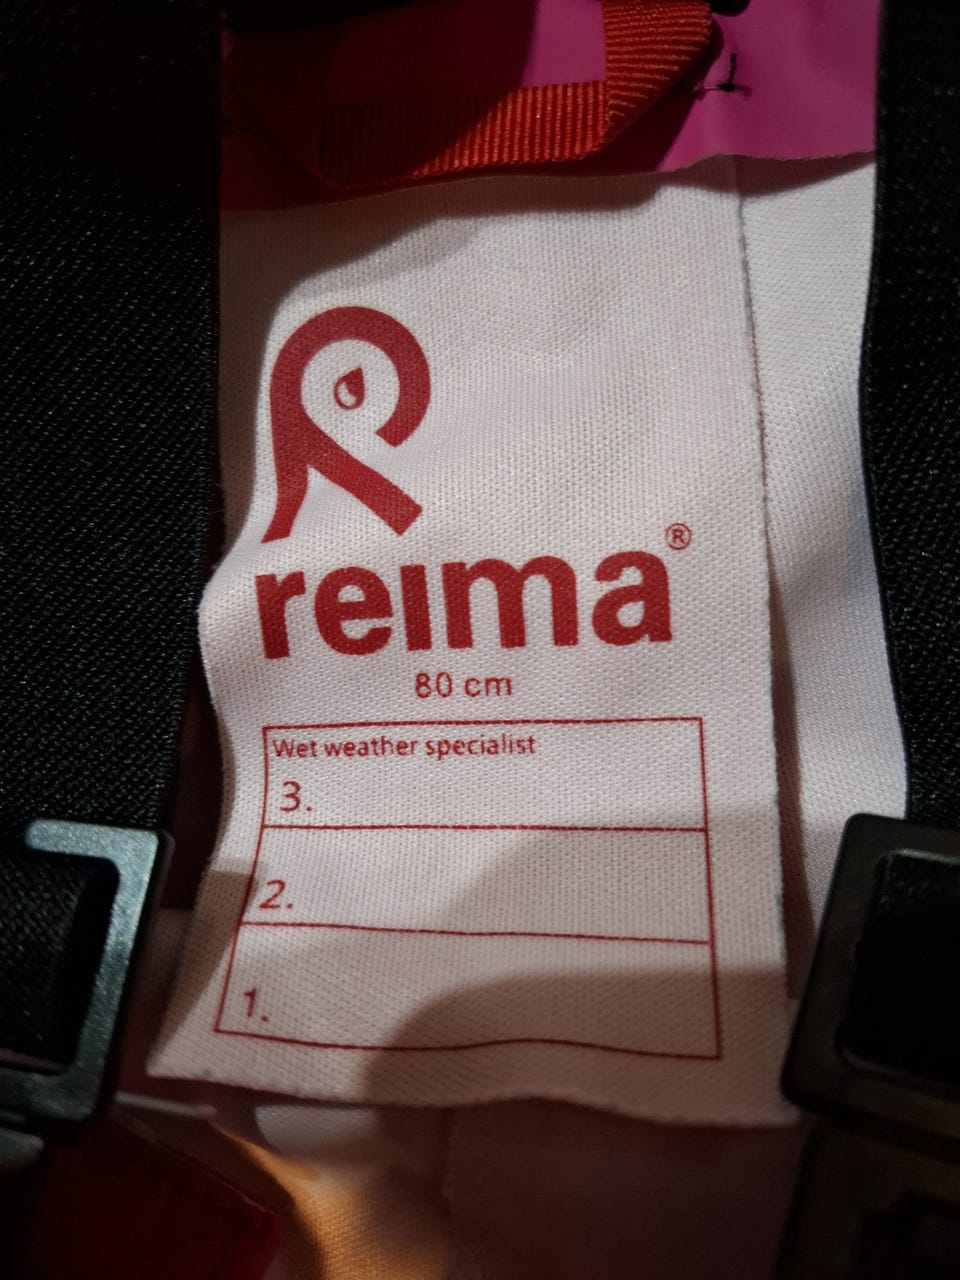 reima®
80 cm
Wet weather specialist
3.
2.
1.